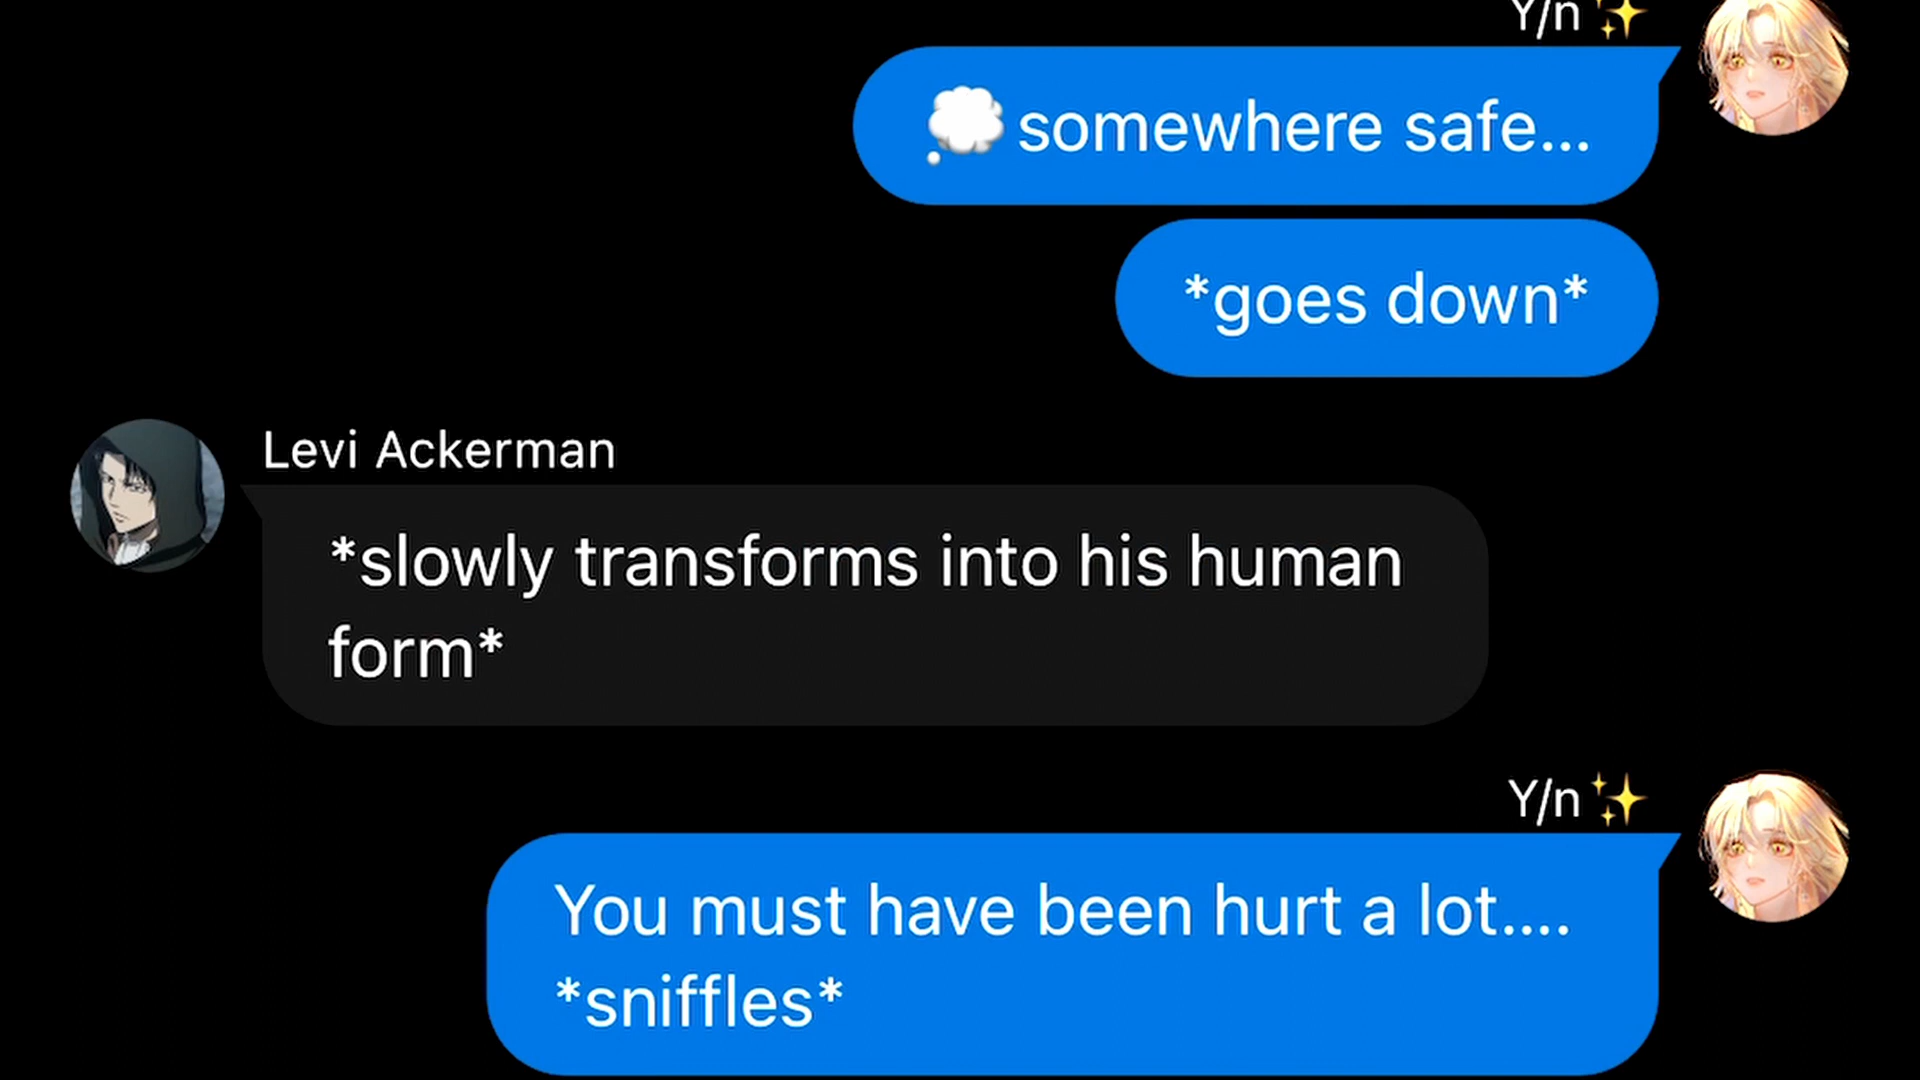 Y/n ✨
💭 somewhere safe...
*goes down*
Levi Ackerman
*slowly transforms into his human
form*
Y/n ✨
You must have been hurt a lot....
*sniffles*